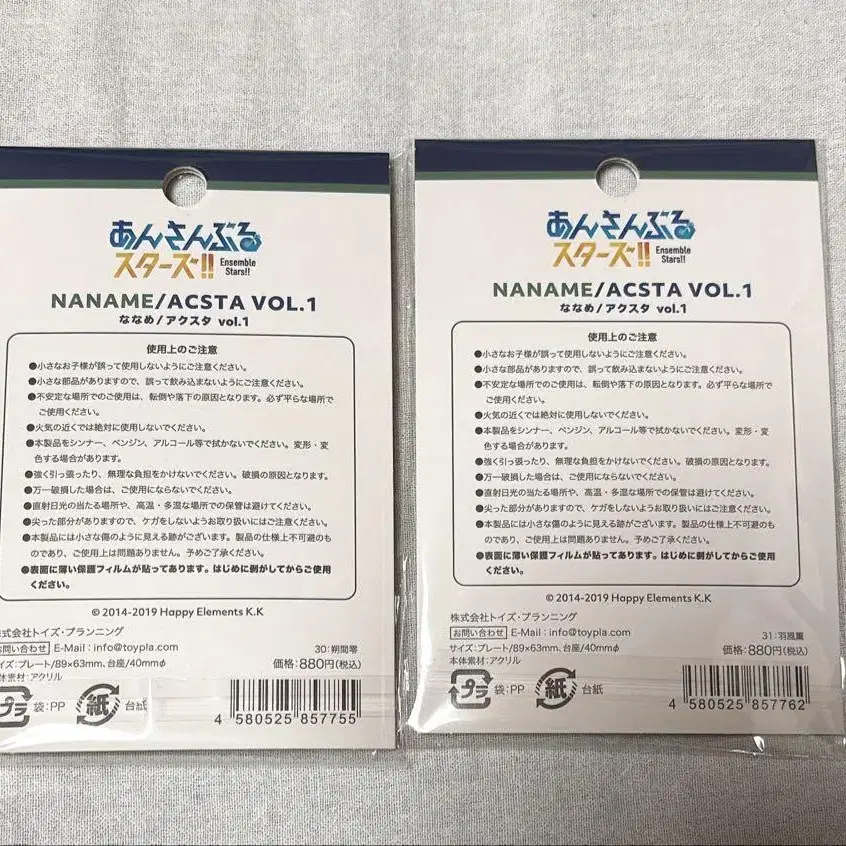 あんさんぶる
スターズ!!
Ensemble
Stars!!
NANAME/ACSTA VOL.1
ななめ/アクスタ vol.1
使用上のご注意
●小さなお子様が誤って使用しないようにご注意ください。
●小さな部品がありますので、誤って飲み込まないようにご注意ください。
●不安定な場所でのご使用は、転倒や落下の原因となります。必ず平らな場所で
ご使用ください。
●火気の近くでは絶対に使用しないでください。
●本製品をシンナー、ベンジン、アルコール等で拭かないでください。変形・変
色する場合があります。
●強く引っ張ったり、無理な負担をかけないでください。破損の原因となります。
●万一破損した場合は、ご使用にならないでください。
●直射日光の当たる場所や、高温・多湿な場所での保管は避けてください。
●尖った部分がありますので、ケガをしないようお取り扱いにはご注意ください。
●本製品には小さな傷のように見える跡がございます。製品の仕様上不可避のも
のであり、ご使用上は問題ありません。予めご了承ください。
●表面に薄い保護フィルムが貼ってあります。はじめに剥がしてからご使用
ください。
© 2014-2019 Happy Elements K.K
株式会社トイズ・プランニング
お問い合わせ E-Mail : info@toypla.com
30:朔間零
サイズ:プレート/89×63mm、台座/40mmφ
価格:880円(税込)
本体素材:アクリル
プラ 袋:PP 紙 台紙
4 580525 857755
あんさんぶる
スターズ!!
Ensemble
Stars!!
NANAME/ACSTA VOL.1
ななめ/アクスタ vol.1
使用上のご注意
●小さなお子様が誤って使用しないようにご注意ください。
●小さな部品がありますので、誤って飲み込まないようにご注意ください。
●不安定な場所でのご使用は、転倒や落下の原因となります。必ず平らな場所で
ご使用ください。
●火気の近くでは絶対に使用しないでください。
●本製品をシンナー、ベンジン、アルコール等で拭かないでください。変形・変
色する場合があります。
●強く引っ張ったり、無理な負担をかけないでください。破損の原因となります。
●万一破損した場合は、ご使用にならないでください。
●直射日光の当たる場所や、高温・多湿な場所での保管は避けてください。
●尖った部分がありますので、ケガをしないようお取り扱いにはご注意ください。
●本製品には小さな傷のように見える跡がございます。製品の仕様上不可避のも
のであり、ご使用上は問題ありません。予めご了承ください。
●表面に薄い保護フィルムが貼ってあります。はじめに剥がしてからご使用
ください。
© 2014-2019 Happy Elements K.K
株式会社トイズ・プランニング
お問い合わせ E-Mail : info@toypla.com
31:羽風薫
サイズ:プレート/89×63mm、台座/40mmφ
価格:880円(税込)
本体素材:アクリル
プラ 袋:PP 紙 台紙
4 580525 857762